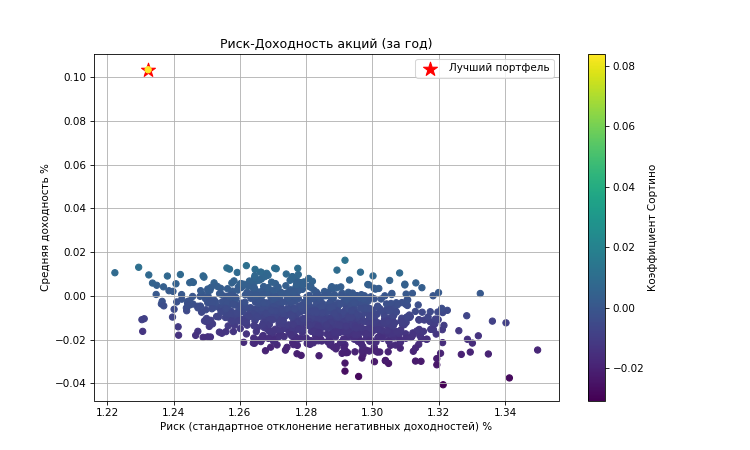 Риск-Доходность акций (за год)
Лучший портфель
Средняя доходность %
0.10
0.08
0.06
0.04
0.02
0.00
−0.02
−0.04
1.22 1.24 1.26 1.28 1.30 1.32 1.34
Риск (стандартное отклонение негативных доходностей) %
0.08
0.06
0.04
0.02
0.00
−0.02
Коэффициент Сортино